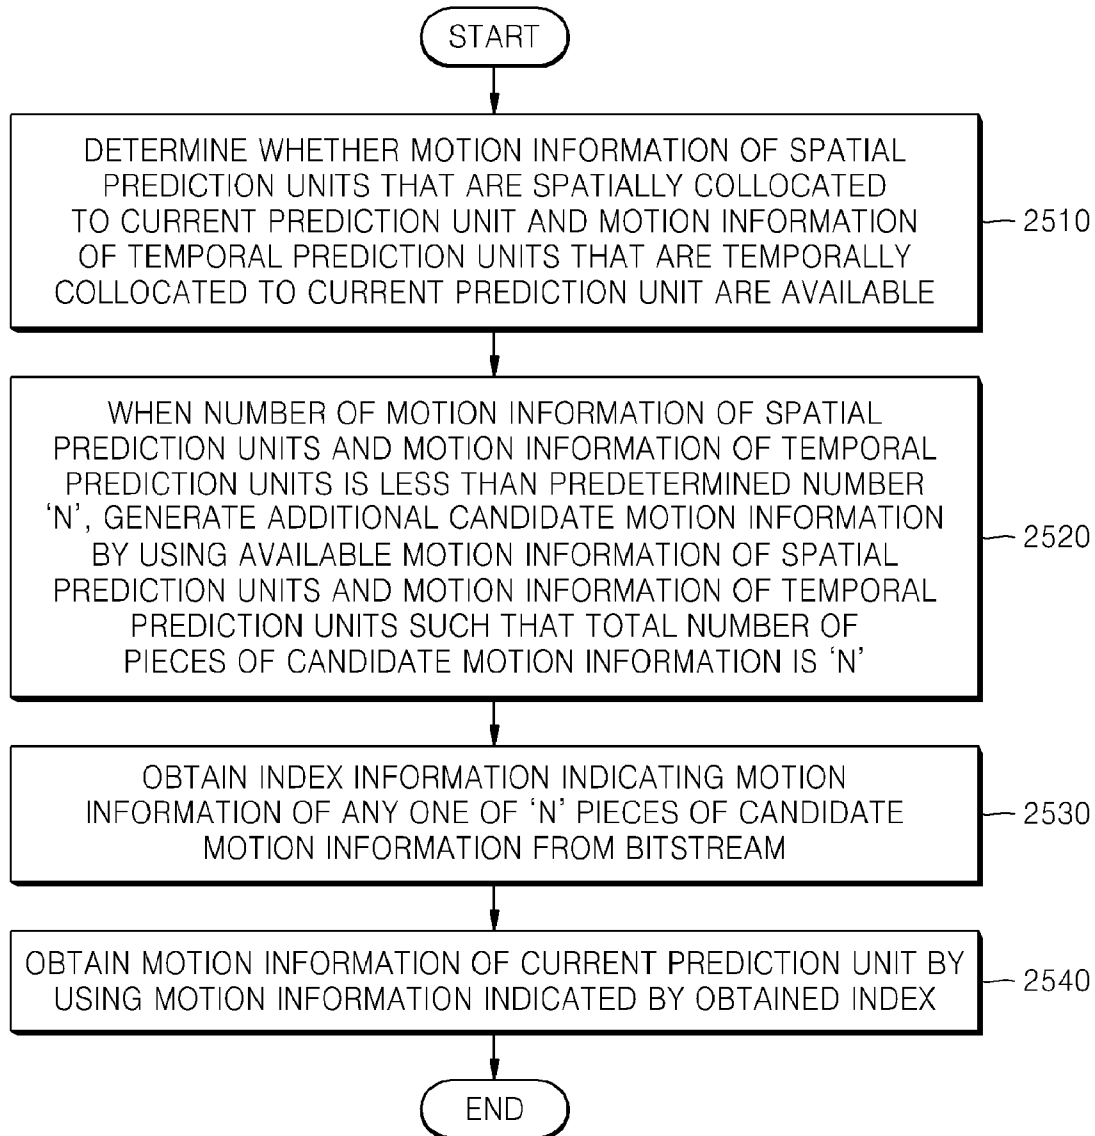 START
DETERMINE WHETHER MOTION INFORMATION OF SPATIAL
PREDICTION UNITS THAT ARE SPATIALLY COLLOCATED
TO CURRENT PREDICTION UNIT AND MOTION INFORMATION
OF TEMPORAL PREDICTION UNITS THAT ARE TEMPORALLY
COLLOCATED TO CURRENT PREDICTION UNIT ARE AVAILABLE
2510
WHEN NUMBER OF MOTION INFORMATION OF SPATIAL
PREDICTION UNITS AND MOTION INFORMATION OF TEMPORAL
PREDICTION UNITS IS LESS THAN PREDETERMINED NUMBER
‘N’, GENERATE ADDITIONAL CANDIDATE MOTION INFORMATION
BY USING AVAILABLE MOTION INFORMATION OF SPATIAL
PREDICTION UNITS AND MOTION INFORMATION OF TEMPORAL
PREDICTION UNITS SUCH THAT TOTAL NUMBER OF
PIECES OF CANDIDATE MOTION INFORMATION IS ‘N’
2520
OBTAIN INDEX INFORMATION INDICATING MOTION
INFORMATION OF ANY ONE OF ‘N’ PIECES OF CANDIDATE
MOTION INFORMATION FROM BITSTREAM
2530
OBTAIN MOTION INFORMATION OF CURRENT PREDICTION UNIT BY
USING MOTION INFORMATION INDICATED BY OBTAINED INDEX
2540
END